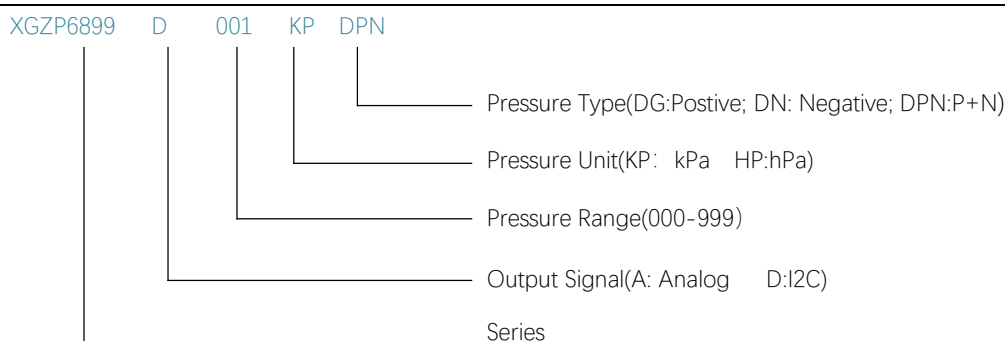 XGZP6899 D 001 KP DPN
Pressure Type(DG:Postive; DN: Negative; DPN:P+N)
Pressure Unit(KP： kPa HP:hPa)
Pressure Range(000-999）
Output Signal(A: Analog D:I2C)
Series